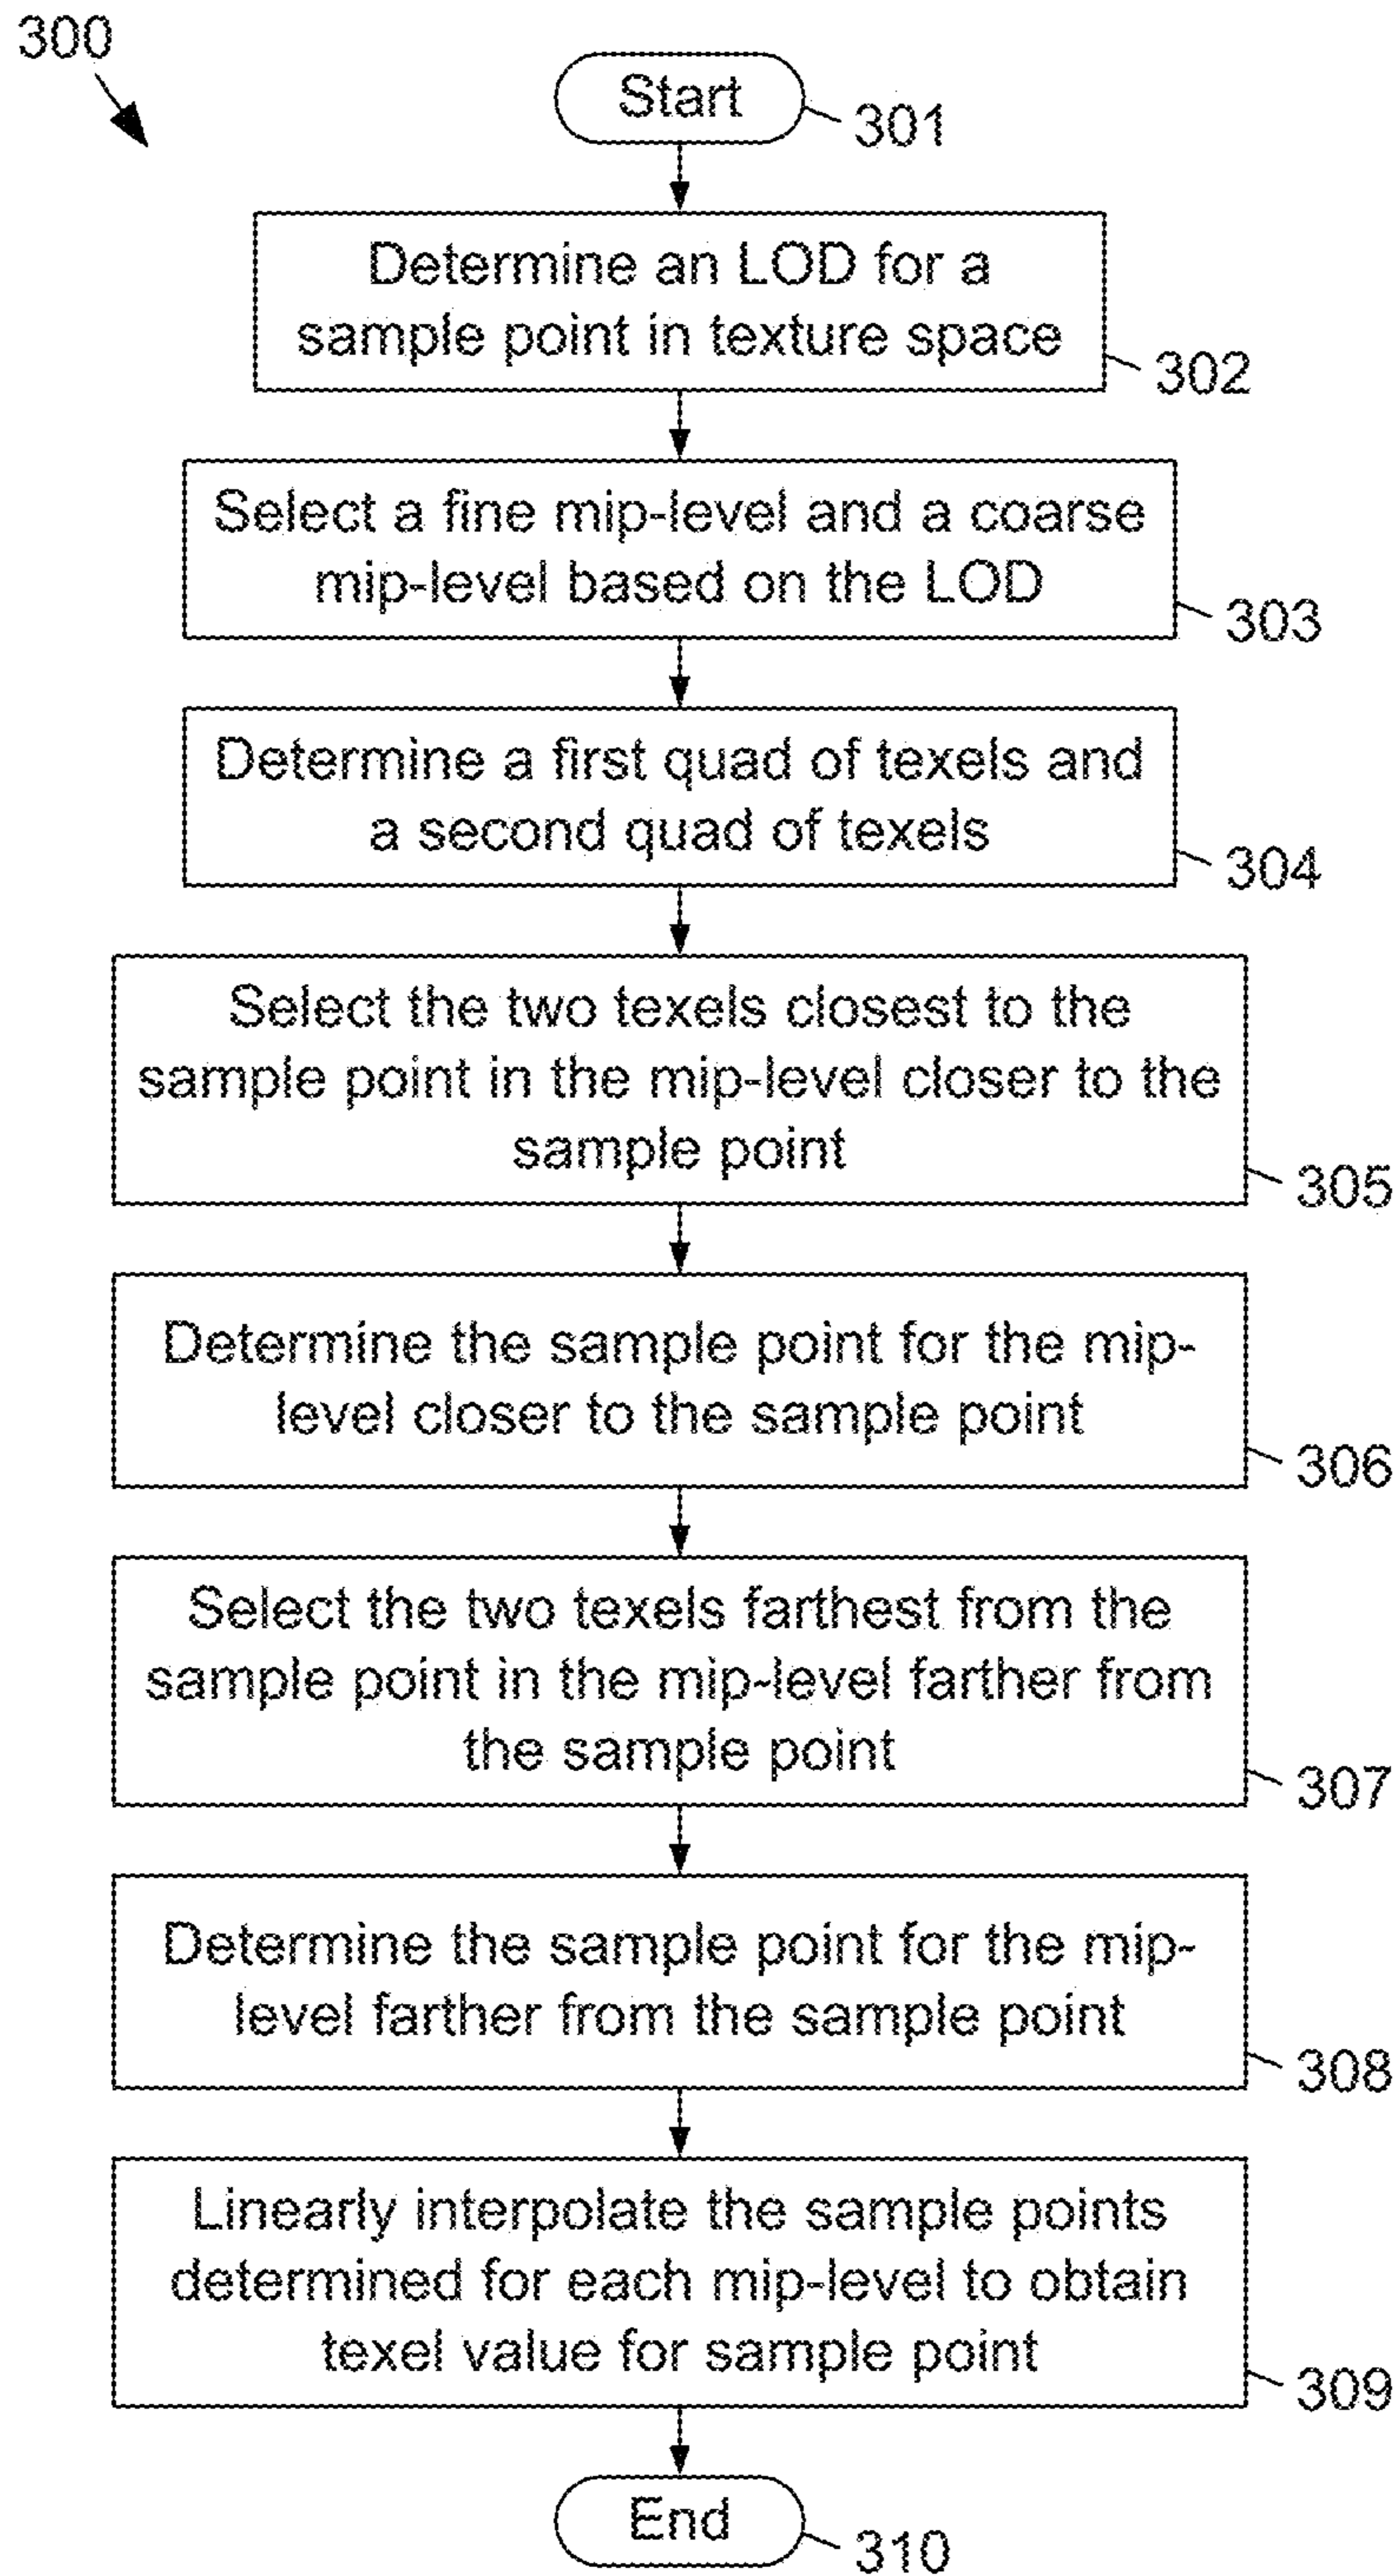 300
Start
301
Determine an LOD for a
sample point in texture space
302
Select a fine mip-level and a coarse
mip-level based on the LOD
303
Determine a first quad of texels and
a second quad of texels
304
Select the two texels closest to the
sample point in the mip-level closer to the
sample point
305
Determine the sample point for the mip-
level closer to the sample point
306
Select the two texels farthest from the
sample point in the mip-level farther from
the sample point
307
Determine the sample point for the mip-
level farther from the sample point
308
Linearly interpolate the sample points
determined for each mip-level to obtain
texel value for sample point
309
End
310